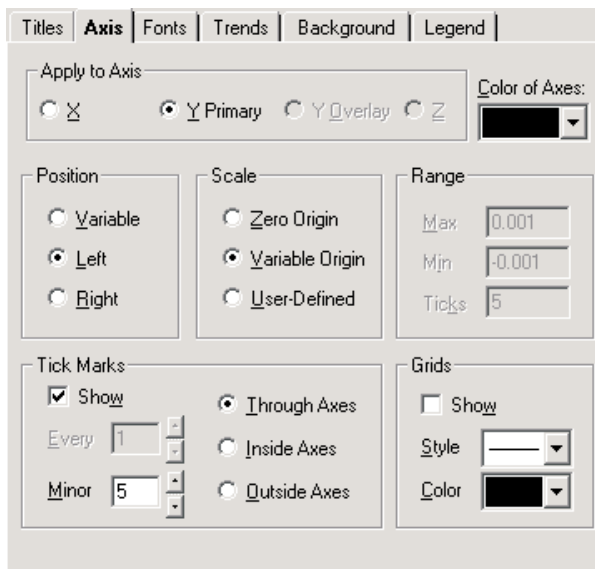 Titles Axis Fonts Trends Background Legend
Apply to Axis
X Y Primary Y Overlay Z
Color of Axes:
Position
Variable
Left
Right
Scale
Zero Origin
Variable Origin
User-Defined
Range
Max 0.001
Min -0.001
Ticks 5
Tick Marks
Show
Every 1
Minor 5
Through Axes
Inside Axes
Outside Axes
Grids
Show
Style
Color